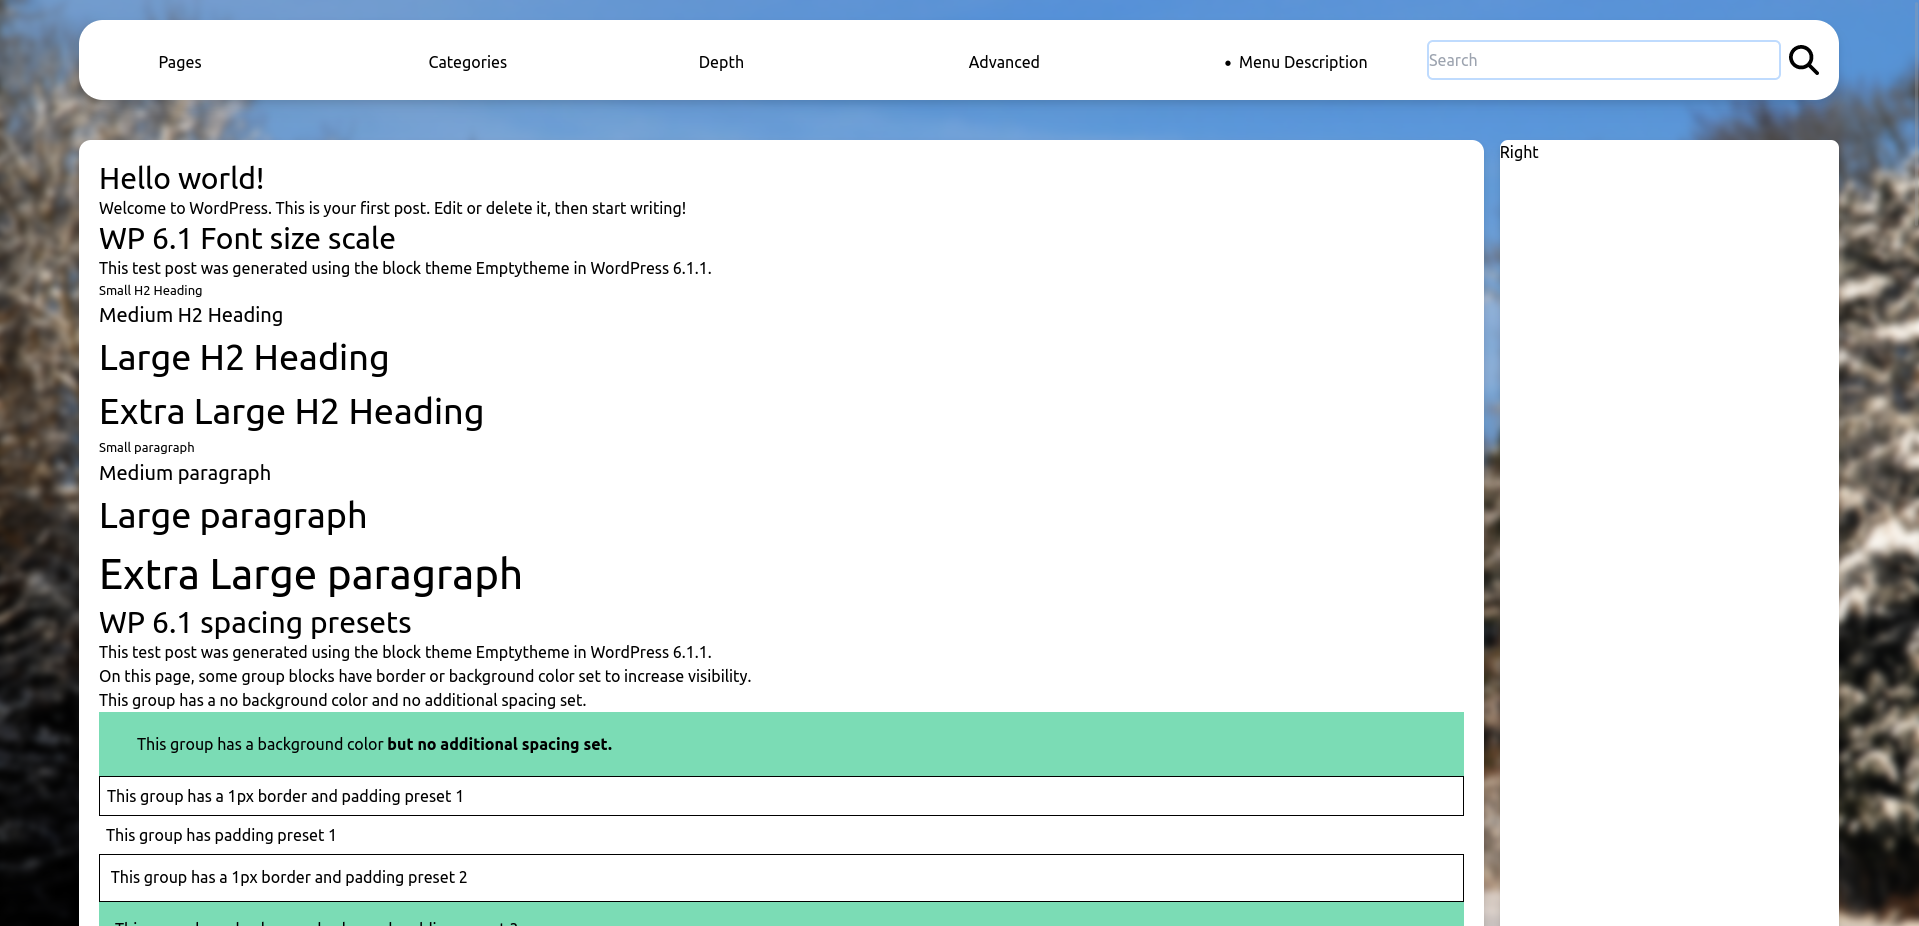 Pages
Categories
Depth
Advanced
• Menu Description
Search
Right
Hello world!
Welcome to WordPress. This is your first post. Edit or delete it, then start writing!
WP 6.1 Font size scale
This test post was generated using the block theme Emptytheme in WordPress 6.1.1.
Small H2 Heading
Medium H2 Heading
Large H2 Heading
Extra Large H2 Heading
Small paragraph
Medium paragraph
Large paragraph
Extra Large paragraph
WP 6.1 spacing presets
This test post was generated using the block theme Emptytheme in WordPress 6.1.1.
On this page, some group blocks have border or background color set to increase visibility.
This group has a no background color and no additional spacing set.
This group has a background color but no additional spacing set.
This group has a 1px border and padding preset 1
This group has padding preset 1
This group has a 1px border and padding preset 2